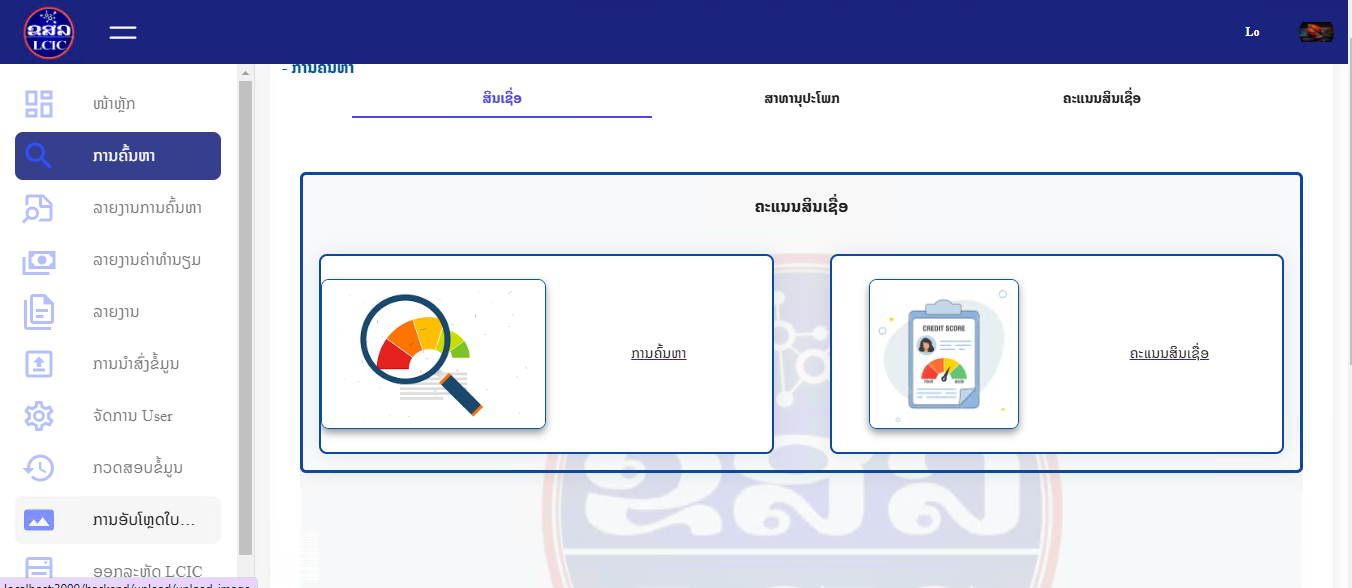 ຂສລ
LCIC
Lo
ໜ້າຫຼັກ
ການຄົ້ນຫາ
ລາຍງານການຄົ້ນຫາ
ລາຍງານຄ່າທຳນຽມ
ລາຍງານ
ການນຳສົ່ງຂໍ້ມູນ
ຈັດການ User
ກວດສອບຂໍ້ມູນ
ການອັບໂຫຼດໃບ...
ອອກລະຫັດ LCIC
localhost:3000/backend/upload/upload-image
- ການຄົ້ນຫາ
ສິນເຊື່ອ
ສາທານຸປະໂພກ
ຄະແນນສິນເຊື່ອ
ຄະແນນສິນເຊື່ອ
ການຄົ້ນຫາ
CREDIT SCORE
ຄະແນນສິນເຊື່ອ
ຂສລ